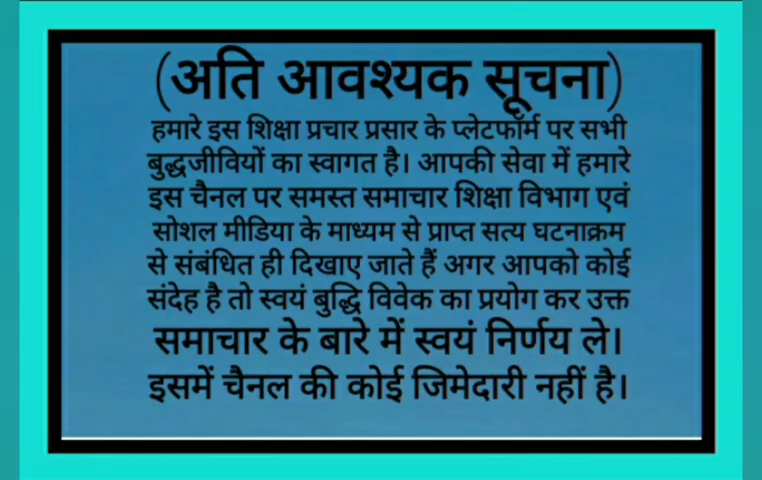 (अति आवश्यक सूचना)
हमारे इस शिक्षा प्रचार प्रसार के प्लेटफॉर्म पर सभी
बुद्धजीवियों का स्वागत है। आपकी सेवा में हमारे
इस चैनल पर समस्त समाचार शिक्षा विभाग एवं
सोशल मीडिया के माध्यम से प्राप्त सत्य घटनाक्रम
से संबंधित ही दिखाए जाते हैं अगर आपको कोई
संदेह है तो स्वयं बुद्धि विवेक का प्रयोग कर उक्त
समाचार के बारे में स्वयं निर्णय ले।
इसमें चैनल की कोई जिमेदारी नहीं है।